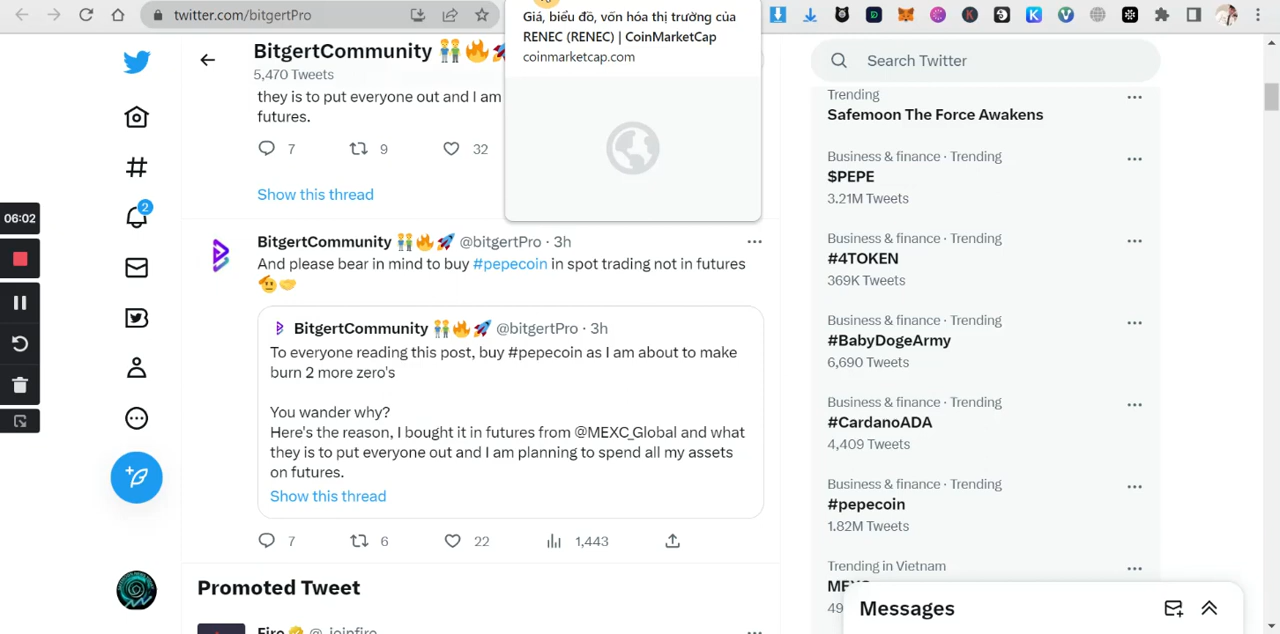 twitter.com/bitgertPro
Giá, biểu đồ, vốn hóa thị trường của
RENEC (RENEC) | CoinMarketCap
coinmarketcap.com
BitgertCommunity
5,470 Tweets
they is to put everyone out and I am
futures.
7 9 32
Show this thread
06:02
2
BitgertCommunity @bitgertPro · 3h
And please bear in mind to buy #pepecoin in spot trading not in futures
BitgertCommunity @bitgertPro · 3h
To everyone reading this post, buy #pepecoin as I am about to make
burn 2 more zero's
You wander why?
Here's the reason, I bought it in futures from @MEXC_Global and what
they is to put everyone out and I am planning to spend all my assets
on futures.
Show this thread
7 6 22 1,443
Promoted Tweet
Fire @joinfire
Search Twitter
Trending
Safemoon The Force Awakens
Business & finance · Trending
$PEPE
3.21M Tweets
Business & finance · Trending
#4TOKEN
369K Tweets
Business & finance · Trending
#BabyDogeArmy
6,690 Tweets
Business & finance · Trending
#CardanoADA
4,409 Tweets
Business & finance · Trending
#pepecoin
1.82M Tweets
Trending in Vietnam
MEXC
Messages